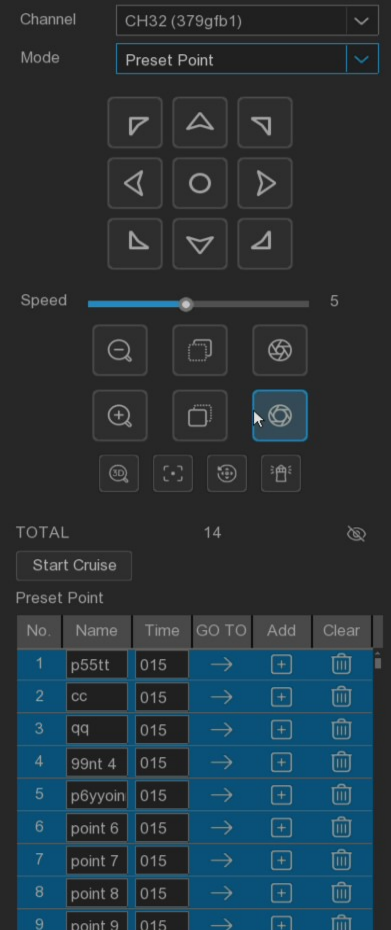 Channel CH32 (379gfb1)
Mode Preset Point
Speed 5
3D
TOTAL 14
Start Cruise
Preset Point
No. Name Time GO TO Add Clear
1 p55tt 015
2 cc 015
3 qq 015
4 99nt 4 015
5 p6yyoin 015
6 point 6 015
7 point 7 015
8 point 8 015
9 point 9 015